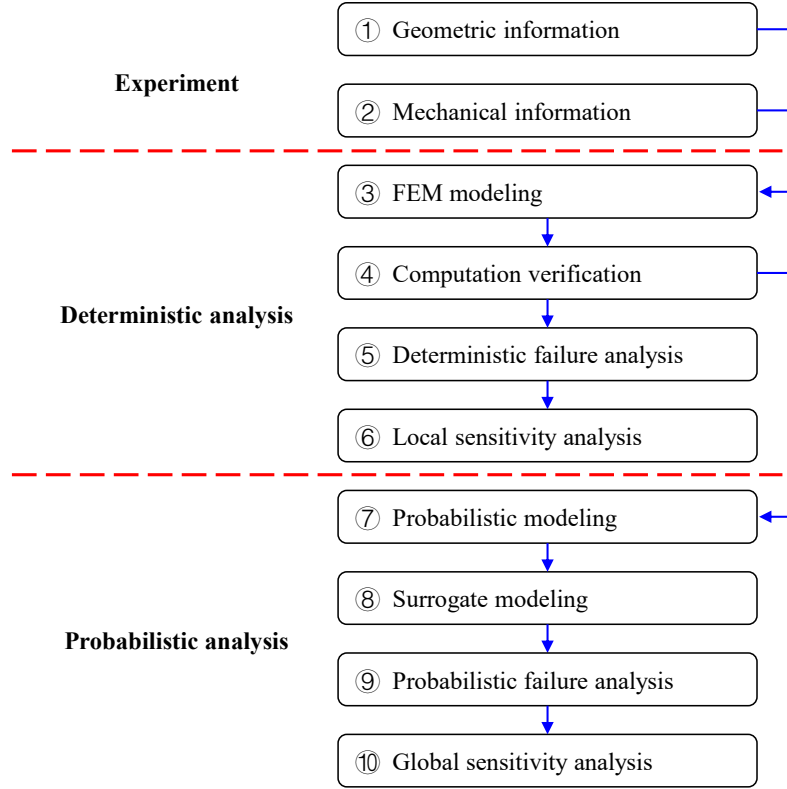 ① Geometric information
Experiment
② Mechanical information
③ FEM modeling
④ Computation verification
Deterministic analysis
⑤ Deterministic failure analysis
⑥ Local sensitivity analysis
⑦ Probabilistic modeling
⑧ Surrogate modeling
Probabilistic analysis
⑨ Probabilistic failure analysis
⑩ Global sensitivity analysis